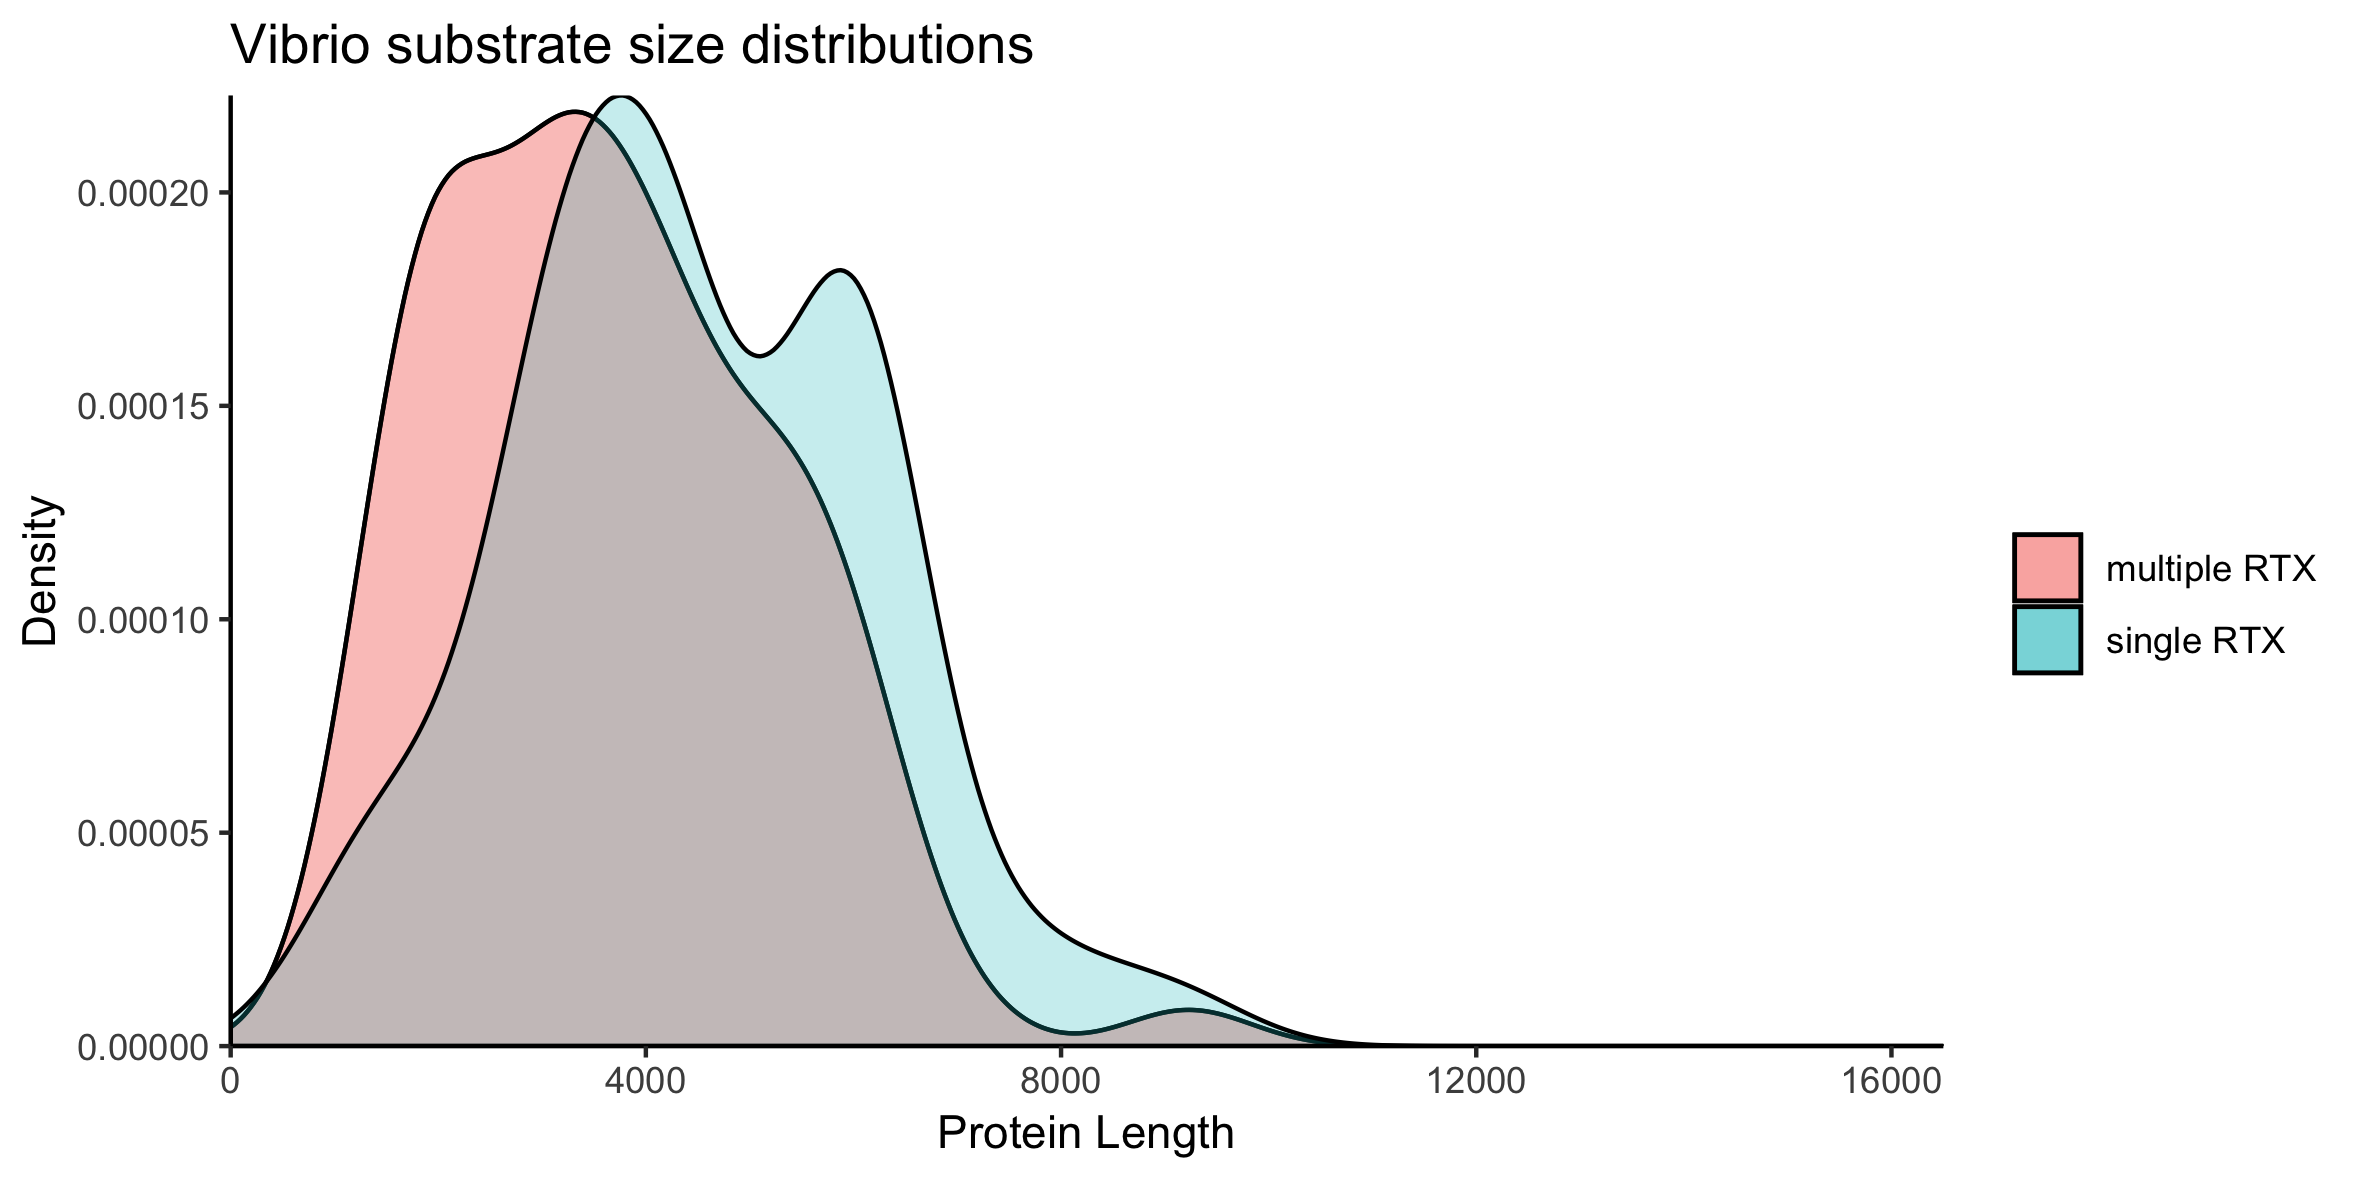 Vibrio substrate size distributions
Density
0.00020
0.00015
0.00010
0.00005
0.00000
0 4000 8000 12000 16000
Protein Length
multiple RTX
single RTX